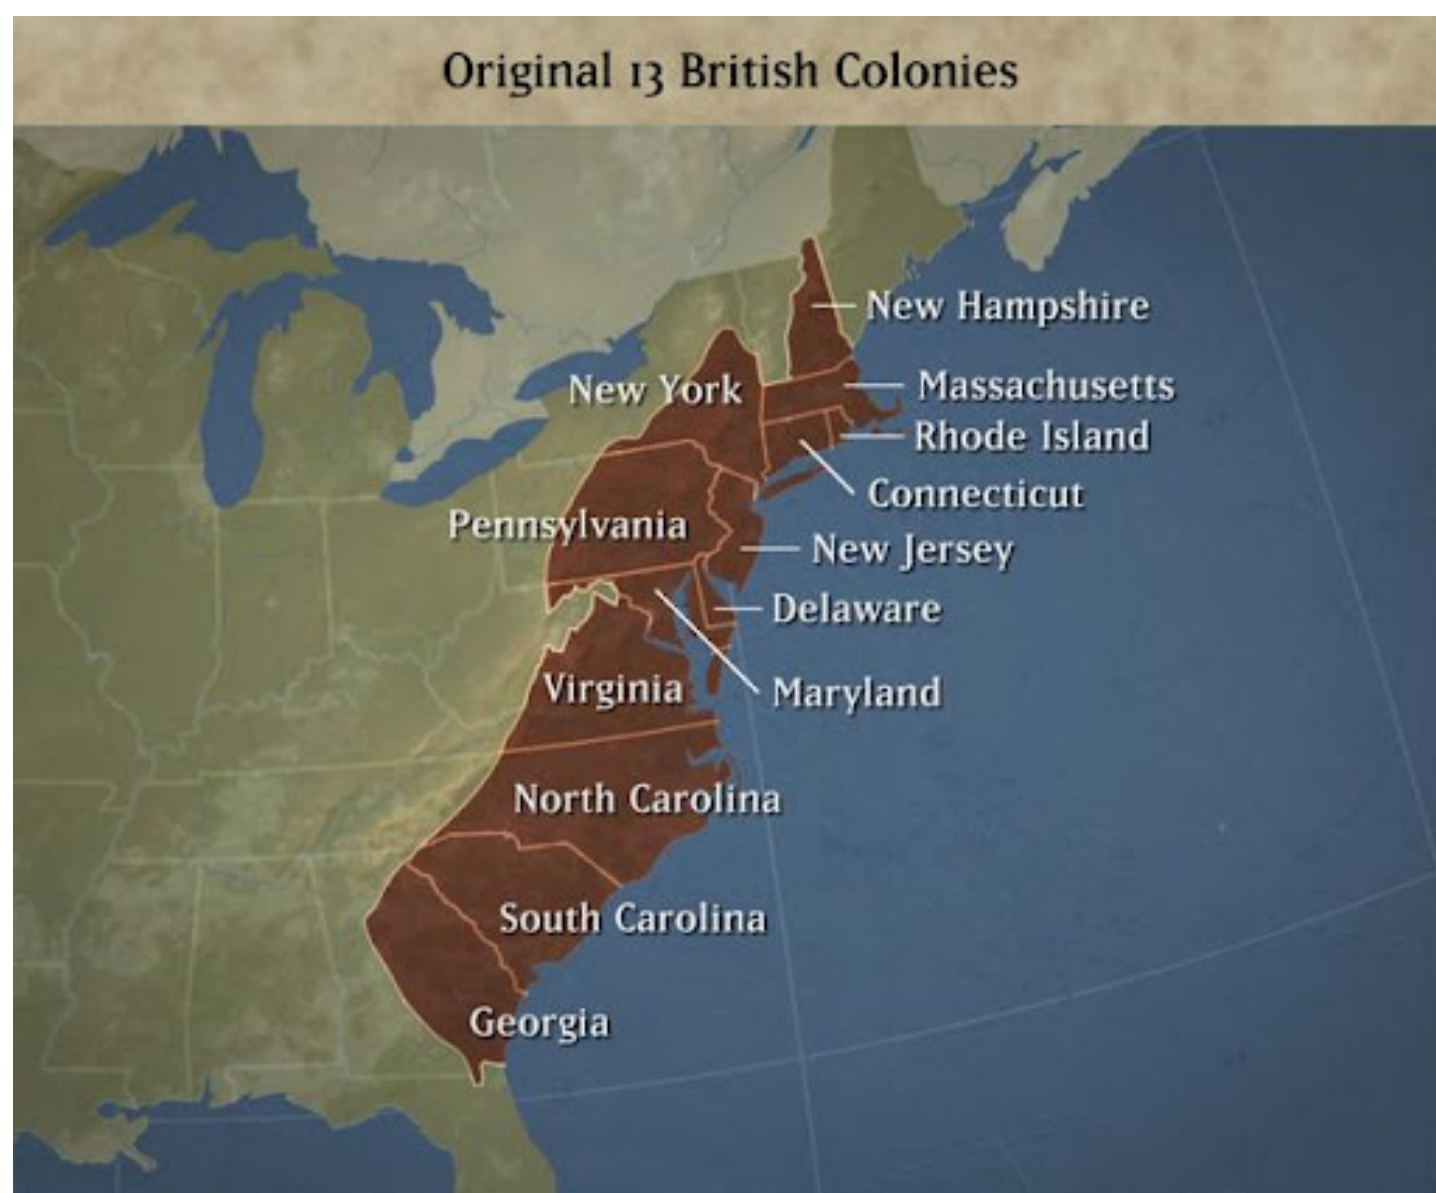 Original 13 British Colonies
New Hampshire
New York
Massachusetts
Rhode Island
Connecticut
Pennsylvania
New Jersey
Delaware
Virginia
Maryland
North Carolina
South Carolina
Georgia